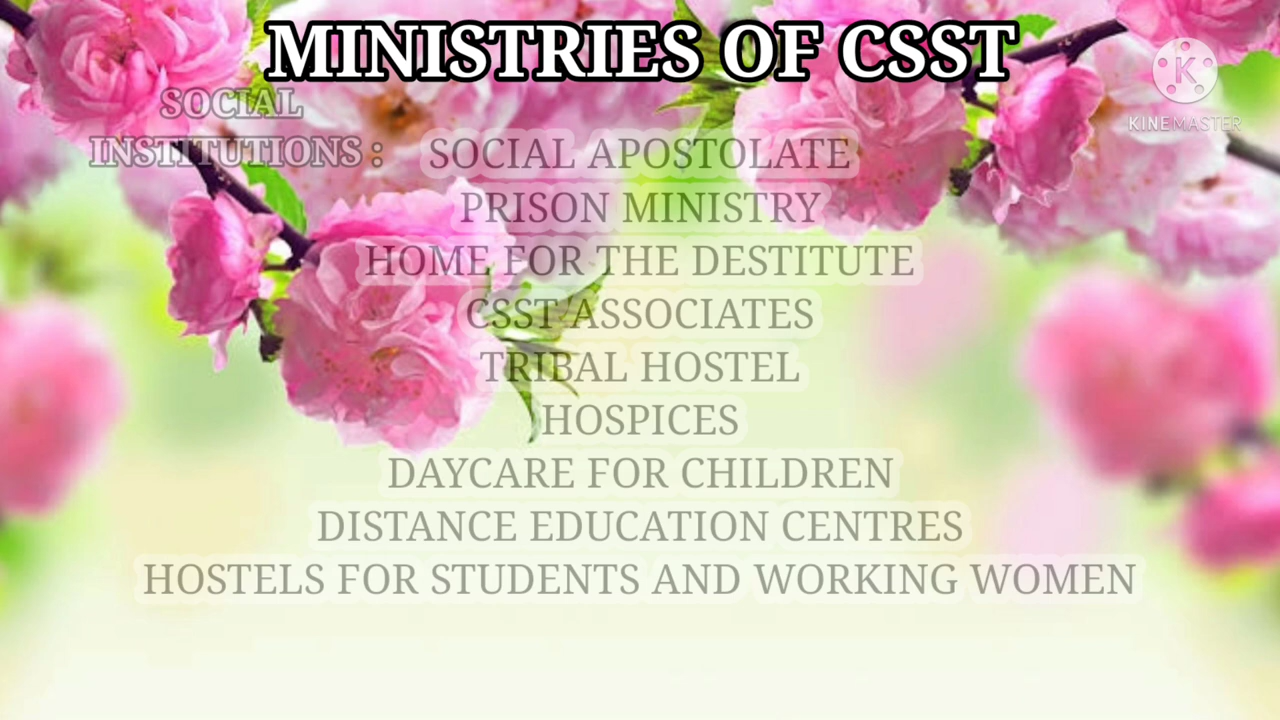 MINISTRIES OF CSST
KINEMASTER
SOCIAL
INSTITUTIONS :
SOCIAL APOSTOLATE
PRISON MINISTRY
HOME FOR THE DESTITUTE
CSST ASSOCIATES
TRIBAL HOSTEL
HOSPICES
DAYCARE FOR CHILDREN
DISTANCE EDUCATION CENTRES
HOSTELS FOR STUDENTS AND WORKING WOMEN